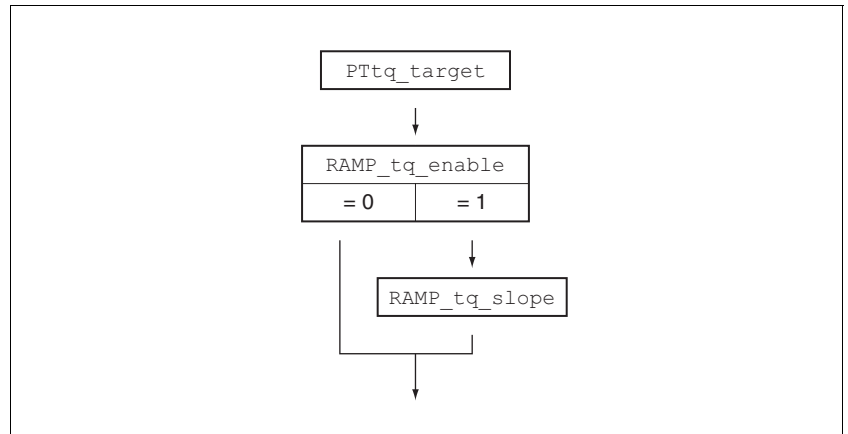 PTtq_target
RAMP_tq_enable
= 0 = 1
RAMP_tq_slope